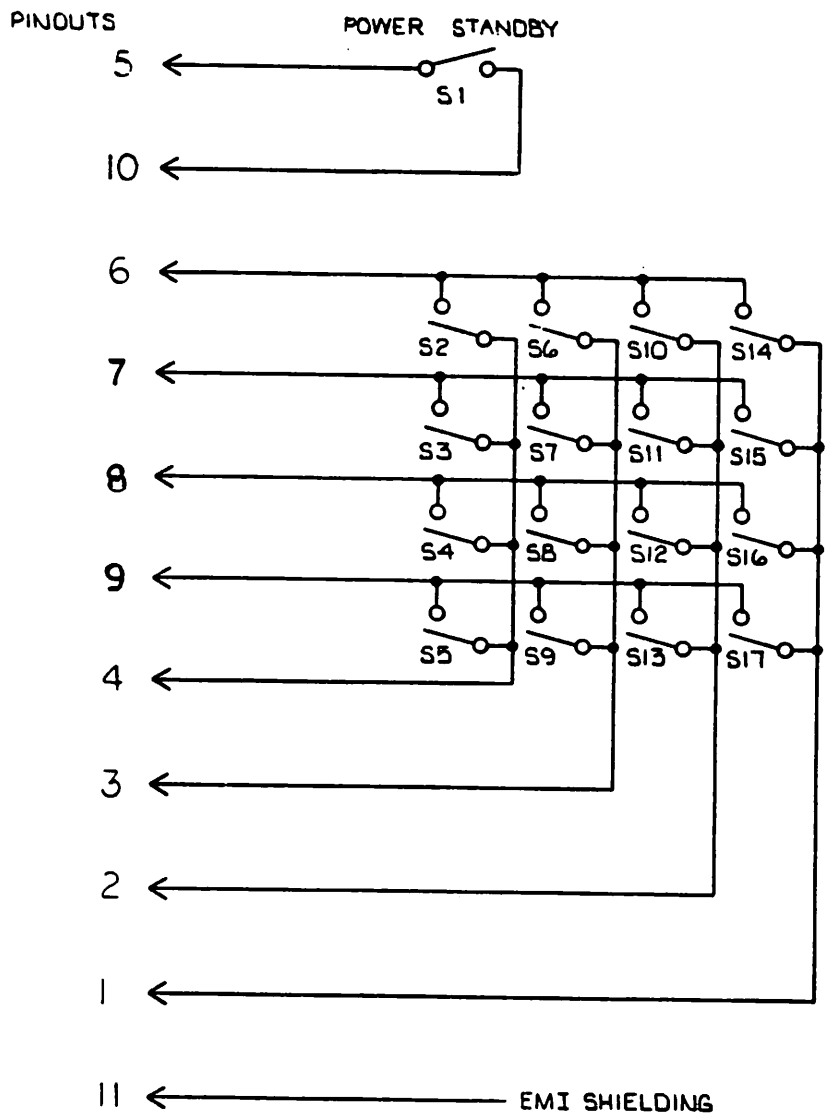 PINOUTS
POWER STANDBY
5
S1
10
6
S2 S6 S10 S14
7
S3 S7 S11 S15
8
S4 S8 S12 S16
9
S5 S9 S13 S17
4
3
2
1
11 EMI SHIELDING